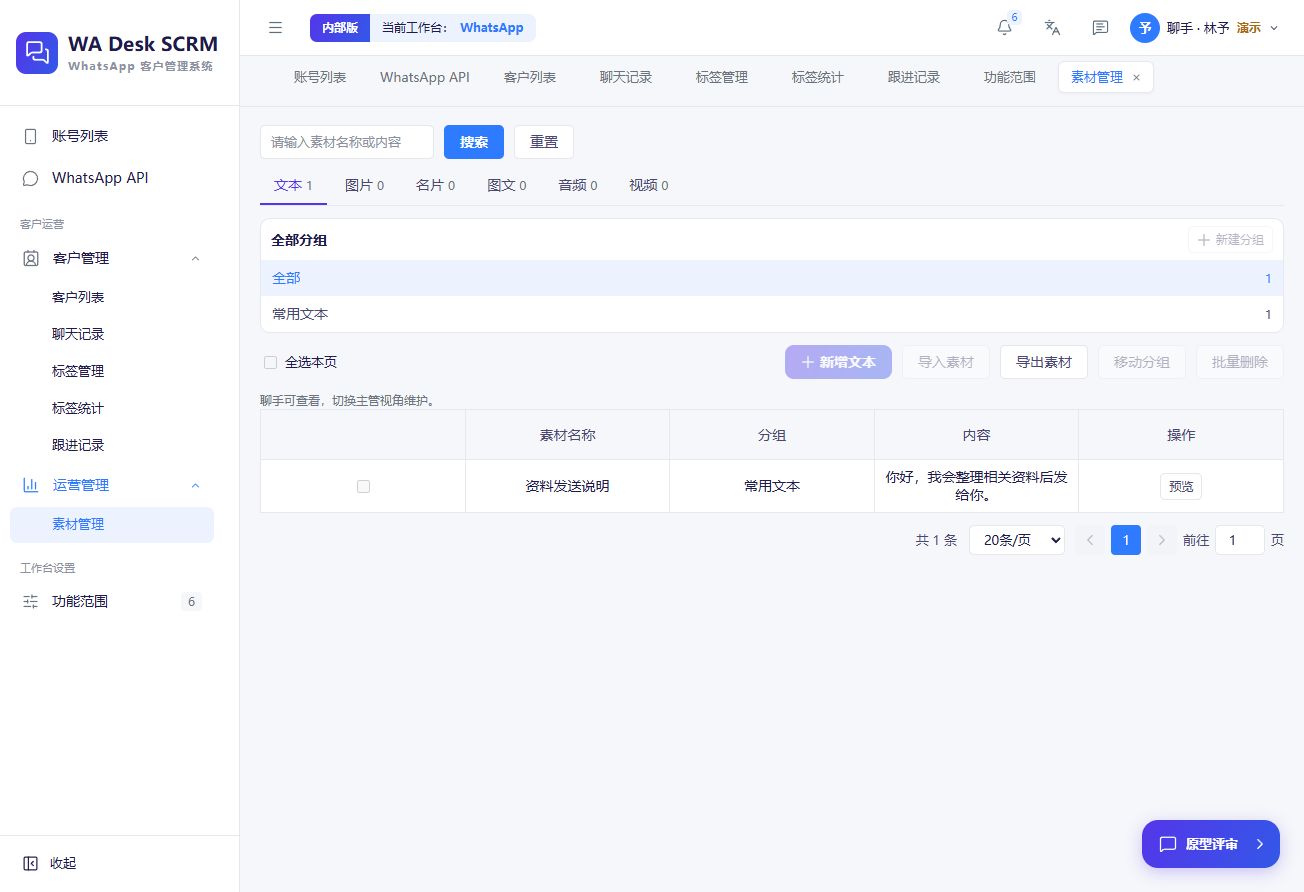 WA Desk SCRM
WhatsApp 客户管理系统
内部版 当前工作台： WhatsApp
6
予 聊手 · 林予 演示
账号列表 WhatsApp API 客户列表 聊天记录 标签管理 标签统计 跟进记录 功能范围 素材管理 ×
账号列表
WhatsApp API
客户运营
客户管理
客户列表
聊天记录
标签管理
标签统计
跟进记录
运营管理
素材管理
工作台设置
功能范围 6
收起
请输入素材名称或内容 搜索 重置
文本 1 图片 0 名片 0 图文 0 音频 0 视频 0
全部分组 新建分组
全部 1
常用文本 1
全选本页 新增文本 导入素材 导出素材 移动分组 批量删除
聊手可查看，切换主管视角维护。
素材名称 分组 内容 操作
资料发送说明 常用文本 你好，我会整理相关资料后发
给你。 预览
共 1 条 20条/页 1 前往 1 页
原型评审